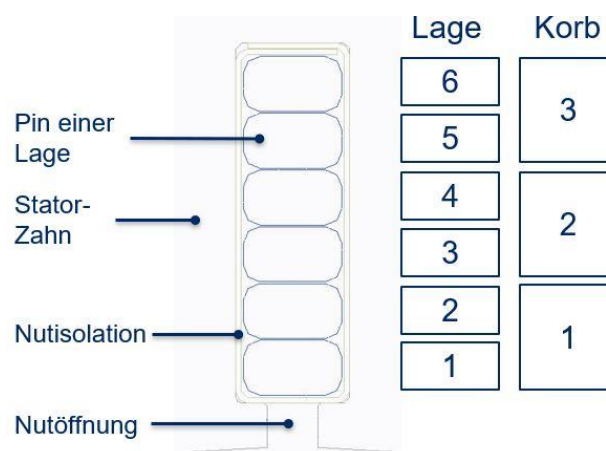 Lage Korb
6
5
3
4
3
2
2
1
1
Pin einer
Lage
Stator-
Zahn
Nutisolation
Nutöffnung